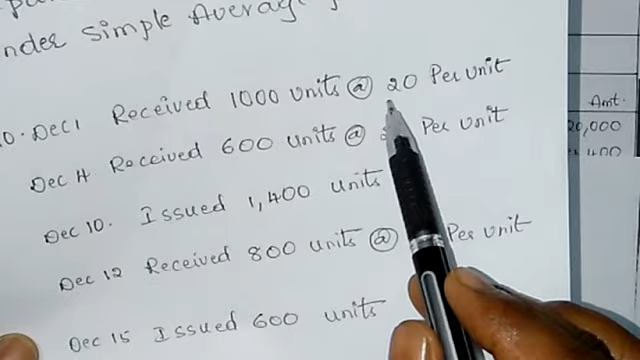 under Simple Average
Dec 1 Received 1000 units @ 20 Per unit
Dec 4 Received 600 units @ Per unit
Dec 10. Issued 1,400 units
Dec 12 Received 800 units @ Per unit
Dec 15 Issued 600 units
Amt.
20,000